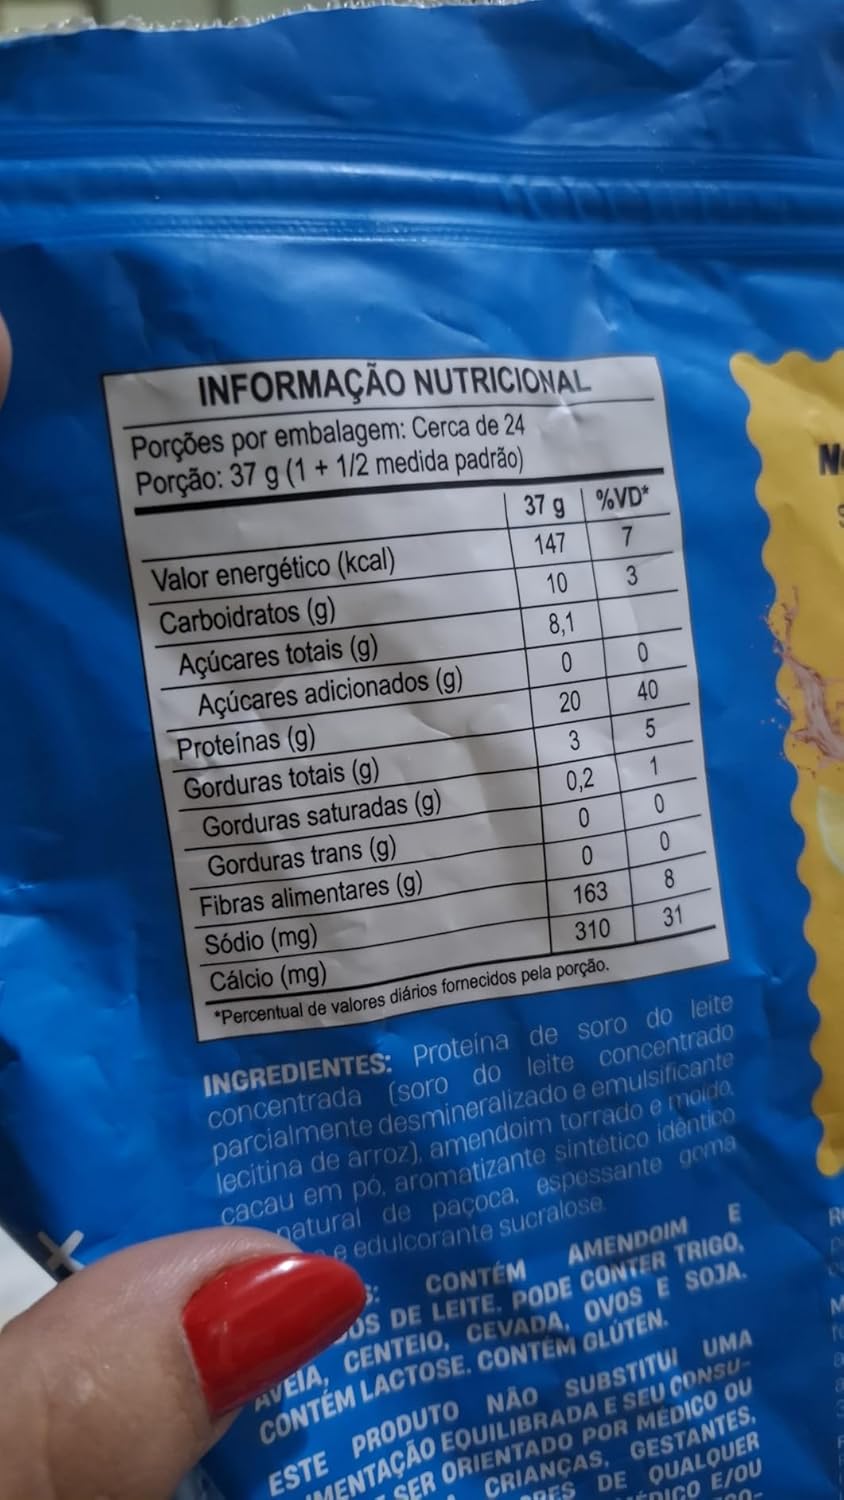 INFORMAÇÃO NUTRICIONAL
Porções por embalagem: Cerca de 24
Porção: 37 g (1 + 1/2 medida padrão)
37 g %VD*
Valor energético (kcal) 147 7
Carboidratos (g) 10 3
Açúcares totais (g) 8,1
Açúcares adicionados (g) 0 0
Proteínas (g) 20 40
Gorduras totais (g) 3 5
Gorduras saturadas (g) 0,2 1
Gorduras trans (g) 0 0
Fibras alimentares (g) 0 0
Sódio (mg) 163 8
Cálcio (mg) 310 31
*Percentual de valores diários fornecidos pela porção.
INGREDIENTES: Proteína de soro do leite
concentrada (soro do leite concentrado
parcialmente desmineralizado e emulsificante
lecitina de arroz), amendoim torrado e moído,
cacau em pó, aromatizante sintético idêntico
natural de paçoca, espessante goma
e edulcorante sucralose.
CONTÉM AMENDOIM E
DE LEITE. PODE CONTER TRIGO,
AVEIA, CENTEIO, CEVADA, OVOS E SOJA.
CONTÉM LACTOSE. CONTÉM GLÚTEN.
ESTE PRODUTO NÃO SUBSTITUI UMA
EQUILIBRADA E SEU CONSU-
SER ORIENTADO POR MÉDICO OU
CRIANÇAS, GESTANTES,
DE QUALQUER
E/OU